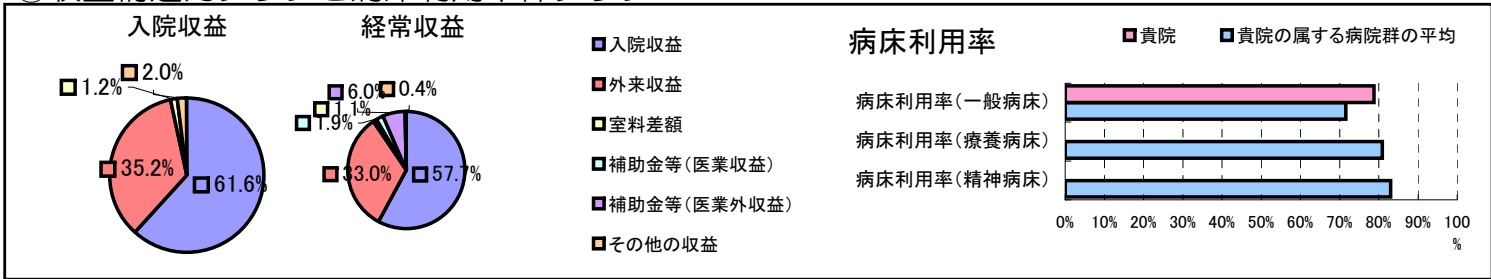 入院収益
2.0%
1.2%
35.2%
61.6%
経常収益
6.0%
0.4%
1.1%
1.9%
33.0%
57.7%
入院収益
外来収益
室料差額
補助金等(医業収益)
補助金等(医業外収益)
その他の収益
病床利用率
貴院
貴院の属する病院群の平均
病床利用率(一般病床)
病床利用率(療養病床)
病床利用率(精神病床)
0% 10% 20% 30% 40% 50% 60% 70% 80% 90% 100
%